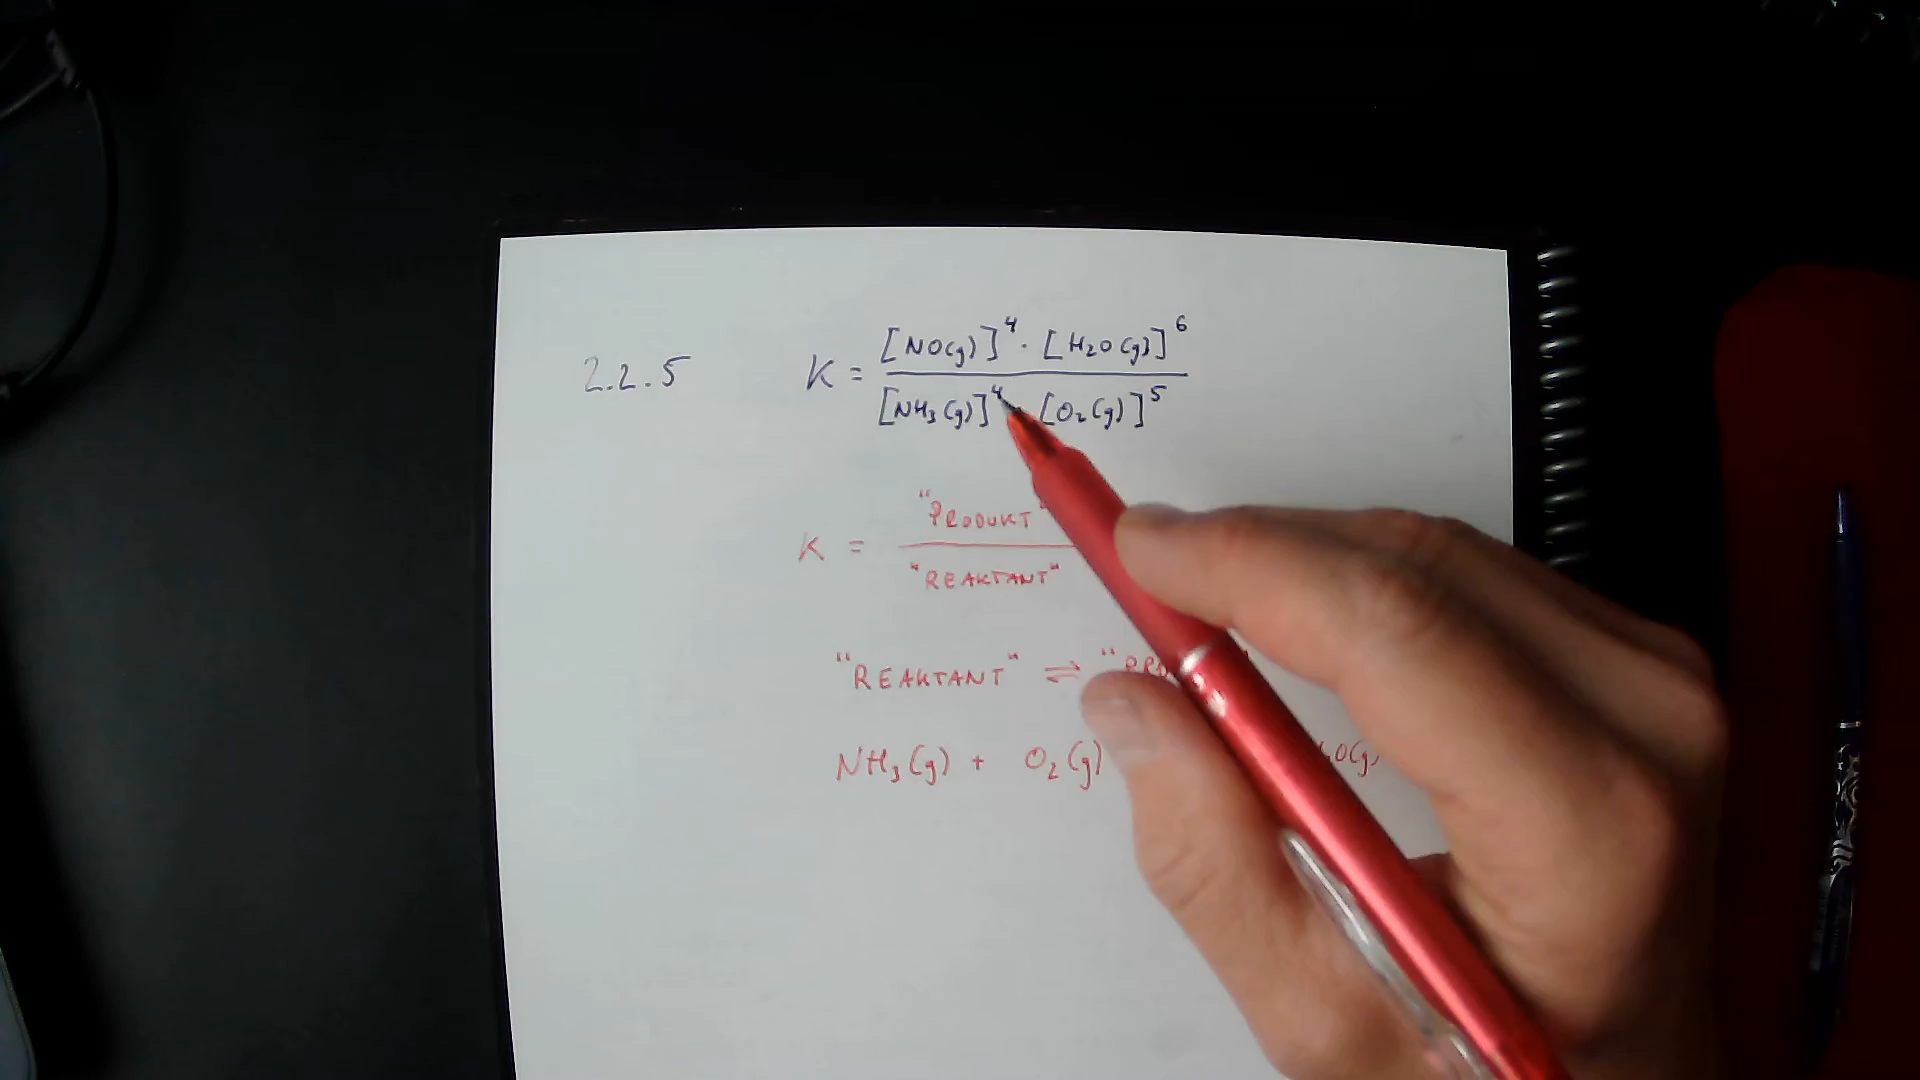 2.2.5 K = [NO(g)]⁴ · [H₂O(g)]⁶
[NH₃(g)]⁴ · [O₂(g)]⁵
K = "PRODUKT"
"REAKTANT"
"REAKTANT" ⇌
NH₃(g) + O₂(g)